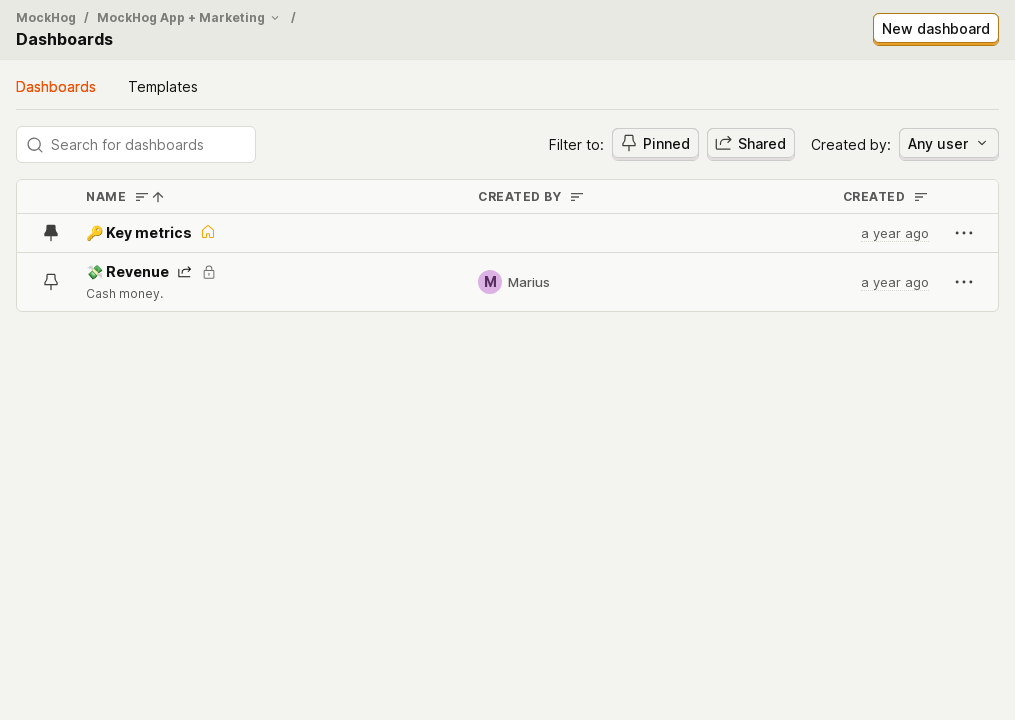 MockHog / MockHog App + Marketing /
Dashboards
New dashboard
Dashboards Templates
Search for dashboards
Filter to: Pinned Shared Created by: Any user
NAME CREATED BY CREATED
🔑 Key metrics a year ago
💸 Revenue
Cash money.
M Marius a year ago